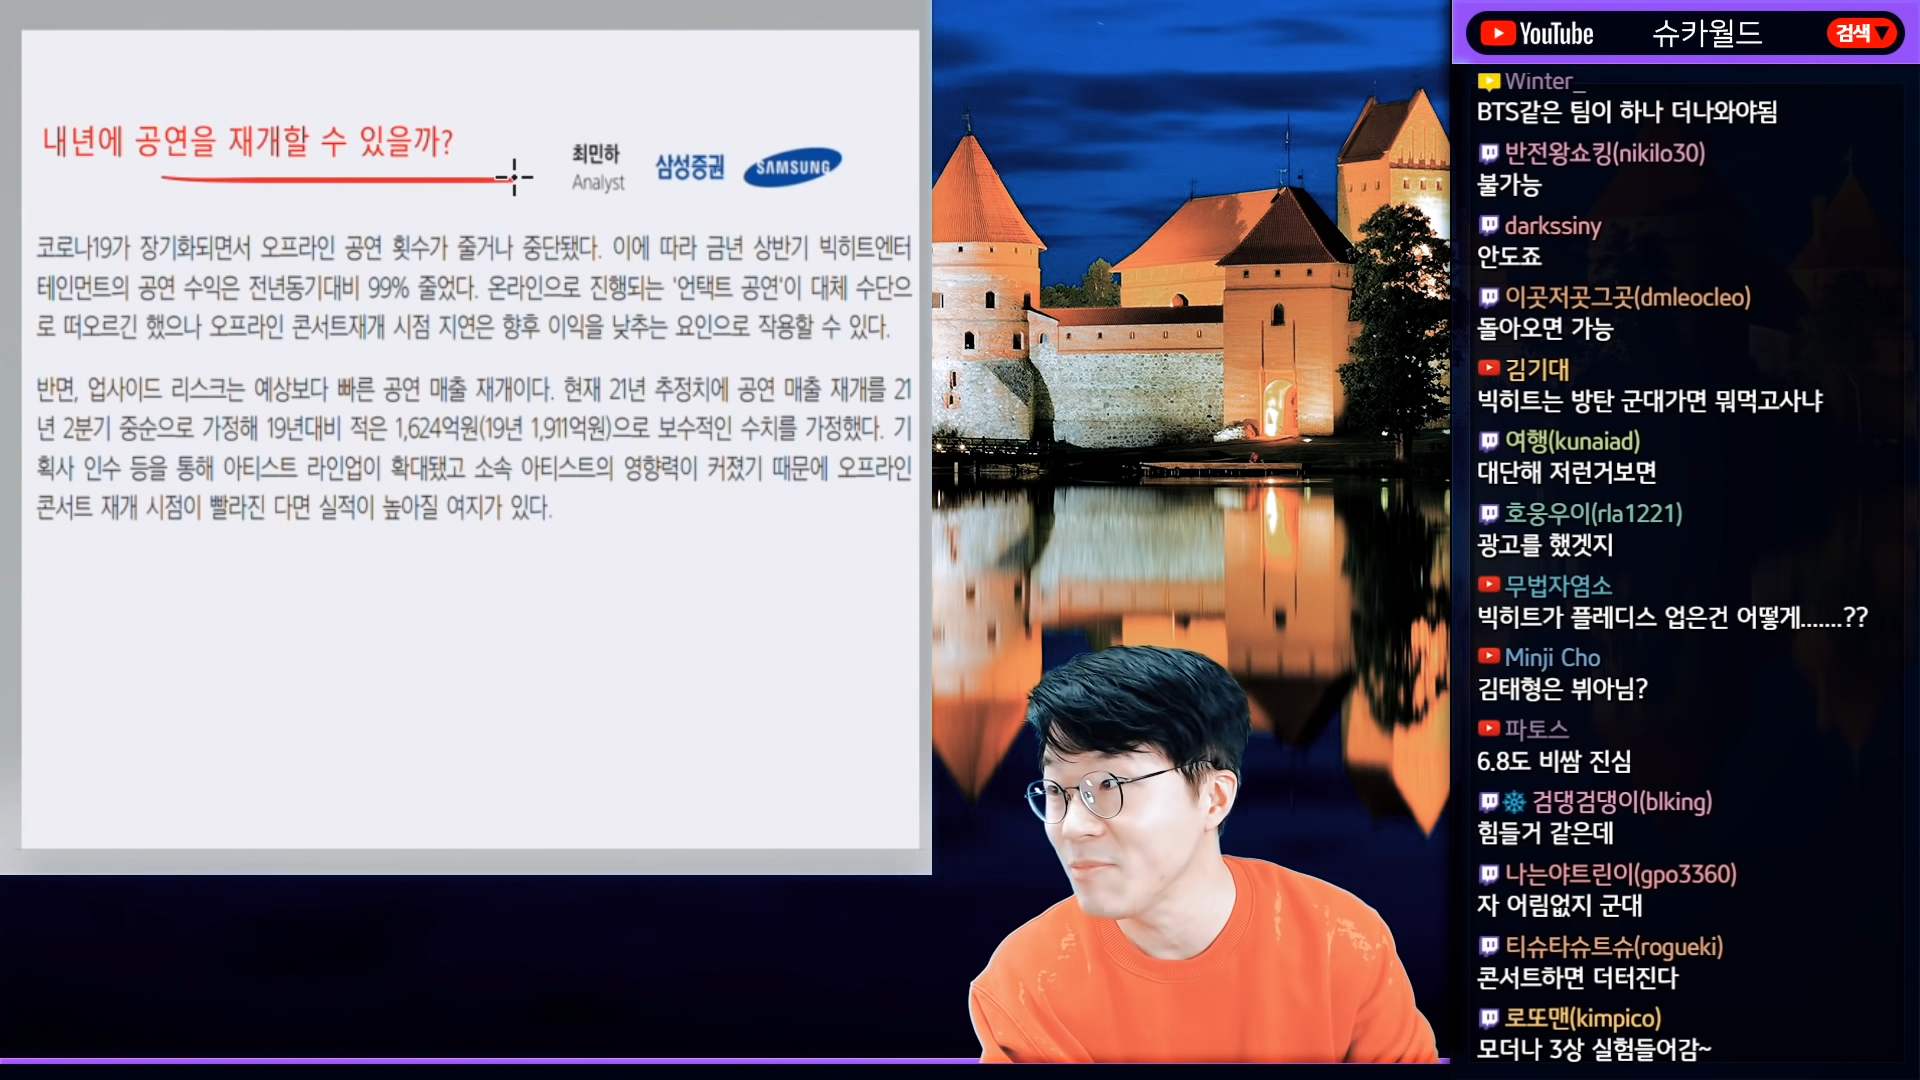 내년에 공연을 재개할 수 있을까?
최민하
Analyst
삼성증권
SAMSUNG
코로나19가 장기화되면서 오프라인 공연 횟수가 줄거나 중단됐다. 이에 따라 금년 상반기 빅히트엔터
테인먼트의 공연 수익은 전년동기대비 99% 줄었다. 온라인으로 진행되는 '언택트 공연'이 대체 수단으
로 떠오르긴 했으나 오프라인 콘서트재개 시점 지연은 향후 이익을 낮추는 요인으로 작용할 수 있다.
반면, 업사이드 리스크는 예상보다 빠른 공연 매출 재개이다. 현재 21년 추정치에 공연 매출 재개를 21
년 2분기 중순으로 가정해 19년대비 적은 1,624억원(19년 1,911억원)으로 보수적인 수치를 가정했다. 기
획사 인수 등을 통해 아티스트 라인업이 확대됐고 소속 아티스트의 영향력이 커졌기 때문에 오프라인
콘서트 재개 시점이 빨라진 다면 실적이 높아질 여지가 있다.
YouTube 슈카월드 검색▼
Winter_
BTS같은 팀이 하나 더나와야됨
반전왕쇼킹(nikilo30)
불가능
darkssiny
안도죠
이곳저곳그곳(dmleocleo)
돌아오면 가능
김기대
빅히트는 방탄 군대가면 뭐먹고사냐
여행(kunaiad)
대단해 저런거보면
호웅우이(rla1221)
광고를 했겟지
무법자염소
빅히트가 플레디스 업은건 어떻게.......??
Minji Cho
김태형은 뷔아님?
파토스
6.8도 비쌈 진심
검댕검댕이(blking)
힘들거 같은데
나는야트린이(gpo3360)
자 어림없지 군대
티슈타슈트슈(rogueki)
콘서트하면 더터진다
로또맨(kimpico)
모더나 3상 실험들어감~